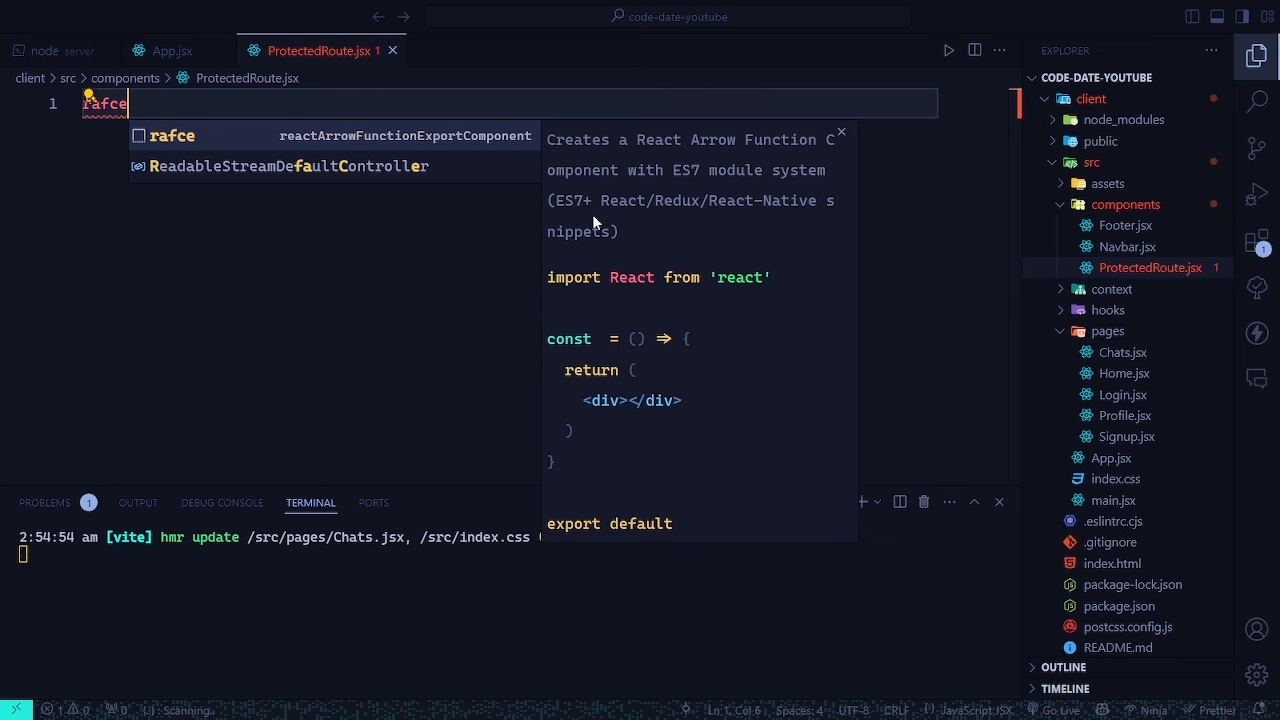 code-date-youtube
node server
App.jsx
ProtectedRoute.jsx 1
client > src > components > ProtectedRoute.jsx
1
rafce
rafce reactArrowFunctionExportComponent
ReadableStreamDefaultController
Creates a React Arrow Function C
omponent with ES7 module system
(ES7+ React/Redux/React-Native s
nippets)
import React from 'react'
const = () => {
return (
<div></div>
)
}
export default
PROBLEMS 1 OUTPUT DEBUG CONSOLE TERMINAL PORTS
2:54:54 am [vite] hmr update /src/pages/Chats.jsx, /src/index.css
EXPLORER
CODE-DATE-YOUTUBE
client
node_modules
public
src
assets
components
Footer.jsx
Navbar.jsx
ProtectedRoute.jsx 1
context
hooks
pages
Chats.jsx
Home.jsx
Login.jsx
Profile.jsx
Signup.jsx
App.jsx
index.css
main.jsx
.eslintrc.cjs
.gitignore
index.html
package-lock.json
package.json
postcss.config.js
README.md
OUTLINE
TIMELINE
1
1 0 0 {.} : Scanning.. Ln 1, Col 6 Spaces: 4 UTF-8 CRLF {} JavaScript JSX Go Live Ninja Prettier